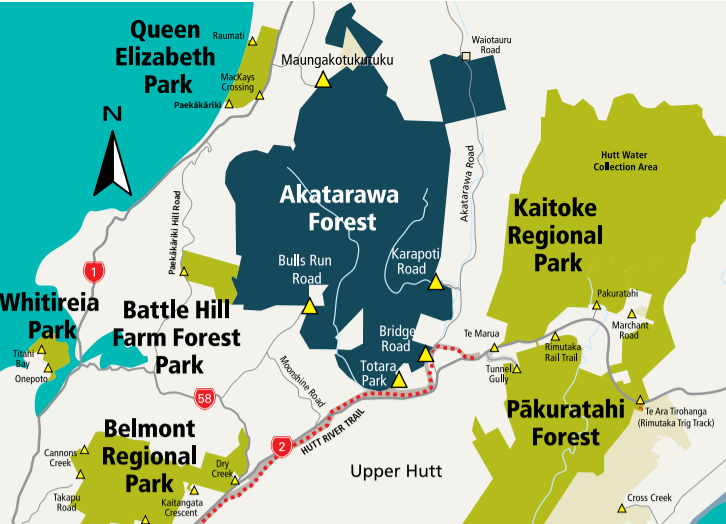 Queen
Elizabeth
Park
Raumati
MacKays
Crossing
Paekākāriki
Maungakotukutuku
Waiotauru
Road
N
Hutt Water
Collection Area
Akatarawa
Forest
Akatarawa Road
Kaitoke
Regional
Park
Paekākāriki Hill Road
Bulls Run
Road
Karapoti
Road
1
Whitireia
Park
Titahi
Bay
Onepoto
Battle Hill
Farm Forest
Park
Pakuratahi
Marchant
Road
Bridge
Road
Te Marua
Rimutaka
Rail Trail
Totara
Park
Tunnel
Gully
Moonshine Road
58
Pākuratahi
Forest
Te Ara Tirohanga
(Rimutaka Trig Track)
HUTT RIVER TRAIL
2
Belmont
Regional
Park
Cannons
Creek
Takapu
Road
Dry
Creek
Kaitangata
Crescent
Upper Hutt
Cross Creek